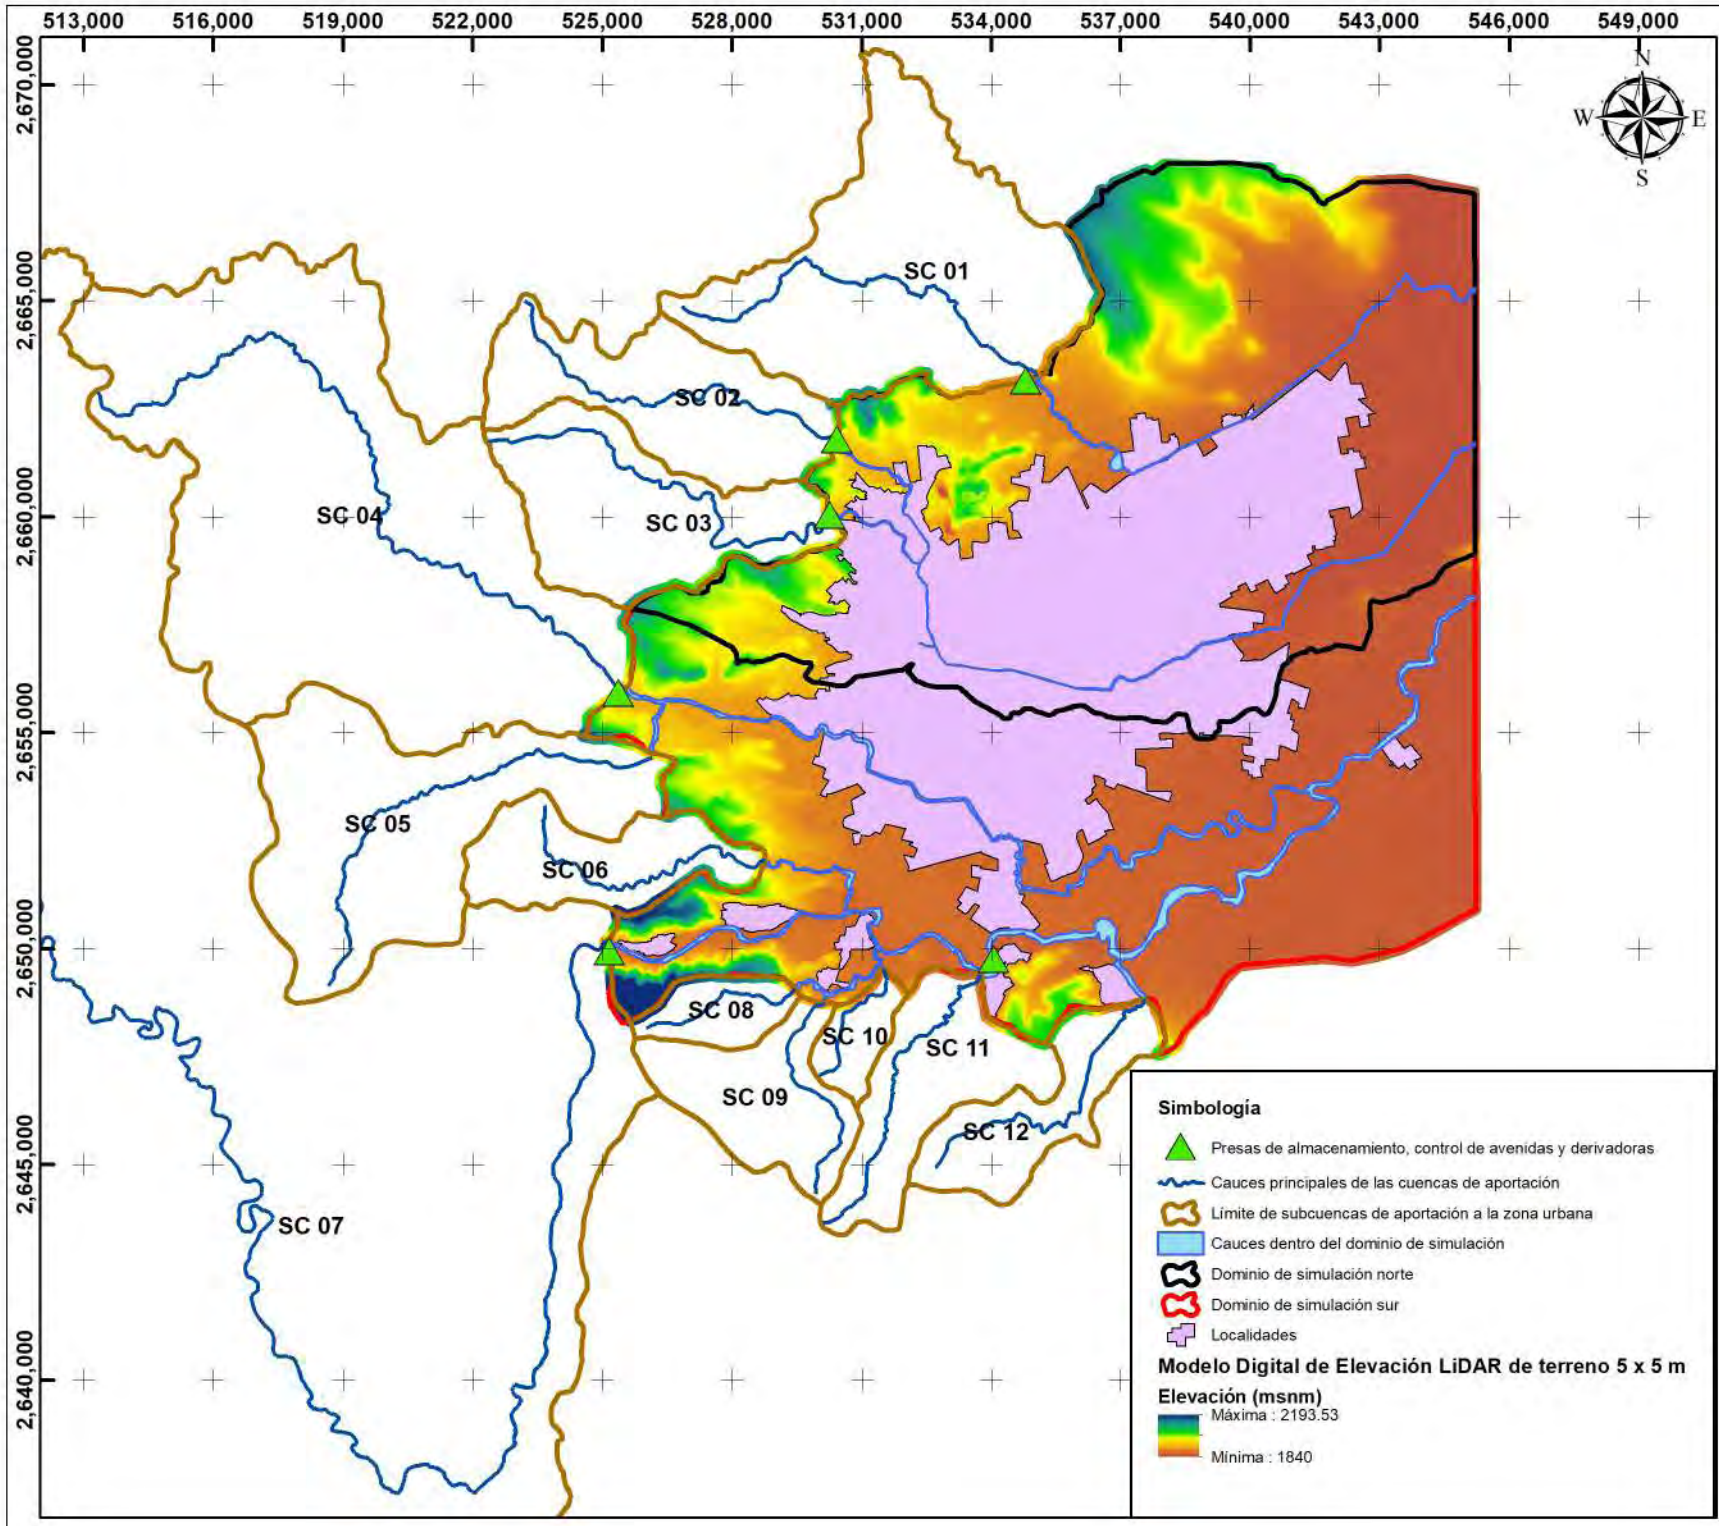 513,000 516,000 519,000 522,000 525,000 528,000 531,000 534,000 537,000 540,000 543,000 546,000 549,000
2,670,000
2,665,000
2,660,000
2,655,000
2,650,000
2,645,000
2,640,000
N
W E
S
SC 01
SC 02
SC 03
SC 04
SC 05
SC 06
SC 08
SC 10
SC 11
SC 09
SC 12
SC 07
Simbología
Presas de almacenamiento, control de avenidas y derivadoras
Cauces principales de las cuencas de aportación
Límite de subcuencas de aportación a la zona urbana
Cauces dentro del dominio de simulación
Dominio de simulación norte
Dominio de simulación sur
Localidades
Modelo Digital de Elevación LiDAR de terreno 5 x 5 m
Elevación (msnm)
Máxima : 2193.53
Mínima : 1840